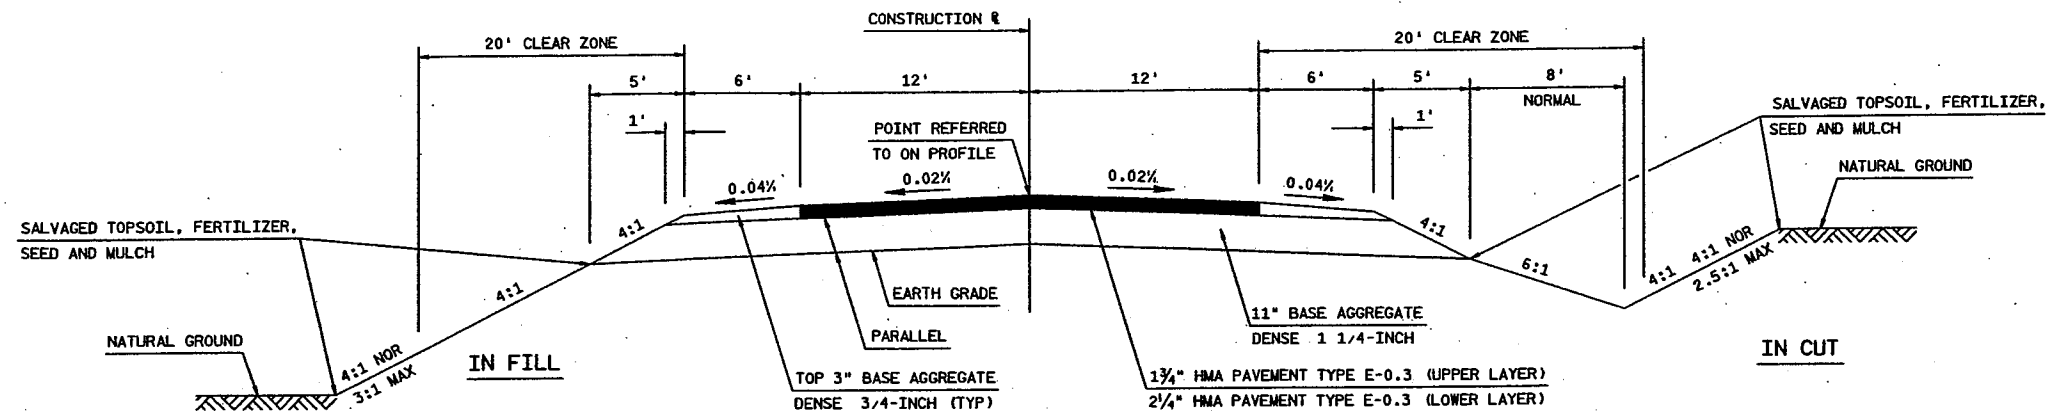 CONSTRUCTION ℄
20' CLEAR ZONE
20' CLEAR ZONE
5'
6'
12'
12'
6'
5'
8'
NORMAL
1'
1'
POINT REFERRED
TO ON PROFILE
SALVAGED TOPSOIL, FERTILIZER,
SEED AND MULCH
NATURAL GROUND
0.04%
0.02%
0.02%
0.04%
SALVAGED TOPSOIL, FERTILIZER,
SEED AND MULCH
4:1
4:1
4:1
6:1
4:1
4:1 NOR
2.5:1 MAX
EARTH GRADE
PARALLEL
11" BASE AGGREGATE
DENSE 1 1/4-INCH
NATURAL GROUND
4:1 NOR
3:1 MAX
IN FILL
IN CUT
TOP 3" BASE AGGREGATE
DENSE 3/4-INCH (TYP)
1¾" HMA PAVEMENT TYPE E-0.3 (UPPER LAYER)
2¼" HMA PAVEMENT TYPE E-0.3 (LOWER LAYER)